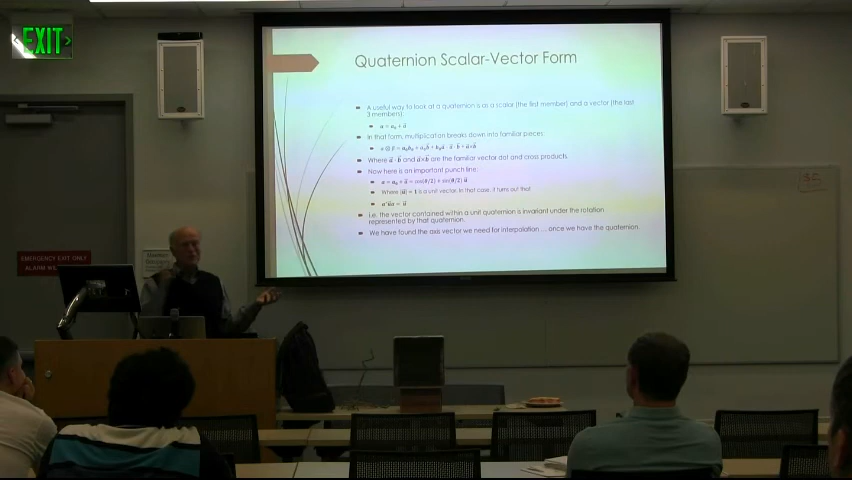 EXIT
Quaternion Scalar-Vector Form
A useful way to look at a quaternion is as a scalar (the first member) and a vector (the last
3 members)
In that form, multiplication breaks down into familiar pieces:
Where a⃗ · b⃗ and a⃗×b⃗ are the familiar vector dot and cross products.
Now here is an important punch line:
Where |u⃗| = 1 is a unit vector. In that case, it turns out that
i.e. the vector contained within a unit quaternion is invariant under the rotation
represented by that quaternion.
We have found the axis vector we need for interpolation ... once we have the quaternion.
EMERGENCY EXIT ONLY
ALARM